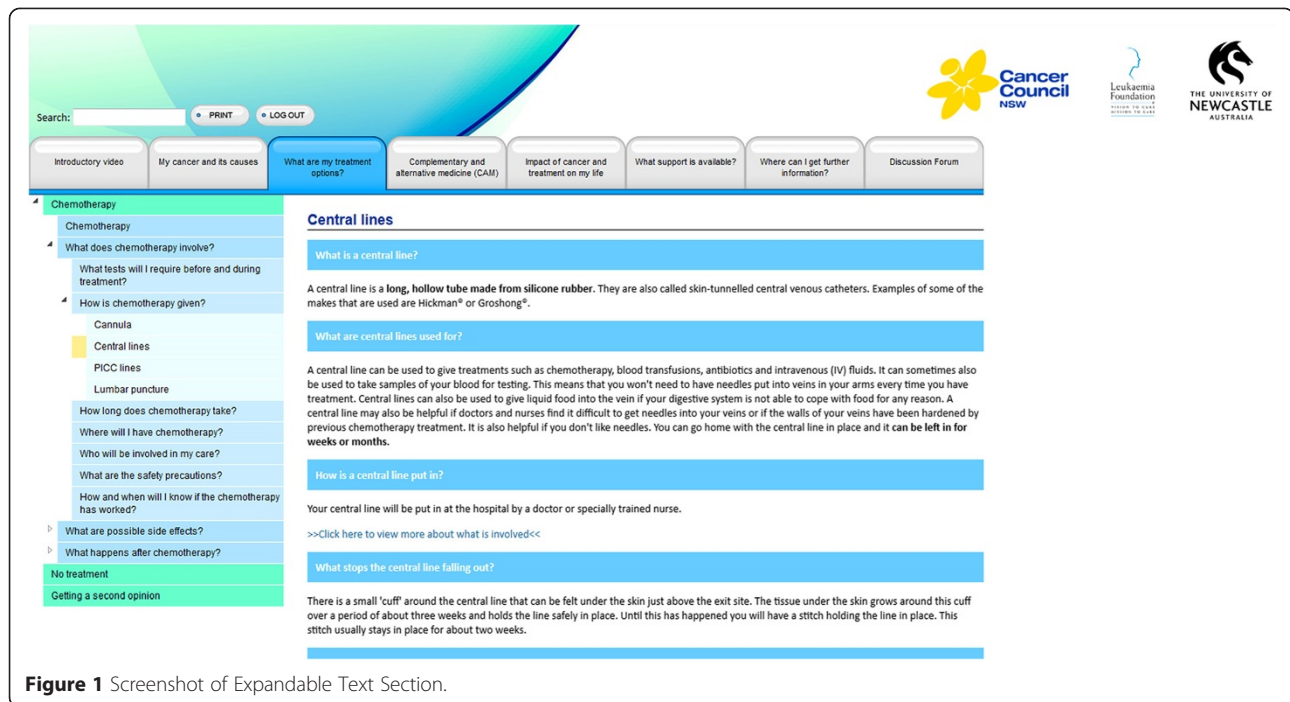 Cancer
Council
NSW
Leukaemia
Foundation
VISION TO CURE
MISSION TO CARE
THE UNIVERSITY OF
NEWCASTLE
AUSTRALIA
Search:
PRINT
LOG OUT
Introductory video
My cancer and its causes
What are my treatment
options?
Complementary and
alternative medicine (CAM)
Impact of cancer and
treatment on my life
What support is available?
Where can I get further
information?
Discussion Forum
Chemotherapy
Chemotherapy
What does chemotherapy involve?
What tests will I require before and during
treatment?
How is chemotherapy given?
Cannula
Central lines
PICC lines
Lumbar puncture
How long does chemotherapy take?
Where will I have chemotherapy?
Who will be involved in my care?
What are the safety precautions?
How and when will I know if the chemotherapy
has worked?
What are possible side effects?
What happens after chemotherapy?
No treatment
Getting a second opinion
Central lines
What is a central line?
A central line is a long, hollow tube made from silicone rubber. They are also called skin-tunnelled central venous catheters. Examples of some of the
makes that are used are Hickman® or Groshong®.
What are central lines used for?
A central line can be used to give treatments such as chemotherapy, blood transfusions, antibiotics and intravenous (IV) fluids. It can sometimes also
be used to take samples of your blood for testing. This means that you won't need to have needles put into veins in your arms every time you have
treatment. Central lines can also be used to give liquid food into the vein if your digestive system is not able to cope with food for any reason. A
central line may also be helpful if doctors and nurses find it difficult to get needles into your veins or if the walls of your veins have been hardened by
previous chemotherapy treatment. It is also helpful if you don't like needles. You can go home with the central line in place and it can be left in for
weeks or months.
How is a central line put in?
Your central line will be put in at the hospital by a doctor or specially trained nurse.
>>Click here to view more about what is involved<<
What stops the central line falling out?
There is a small 'cuff' around the central line that can be felt under the skin just above the exit site. The tissue under the skin grows around this cuff
over a period of about three weeks and holds the line safely in place. Until this has happened you will have a stitch holding the line in place. This
stitch usually stays in place for about two weeks.
Figure 1 Screenshot of Expandable Text Section.